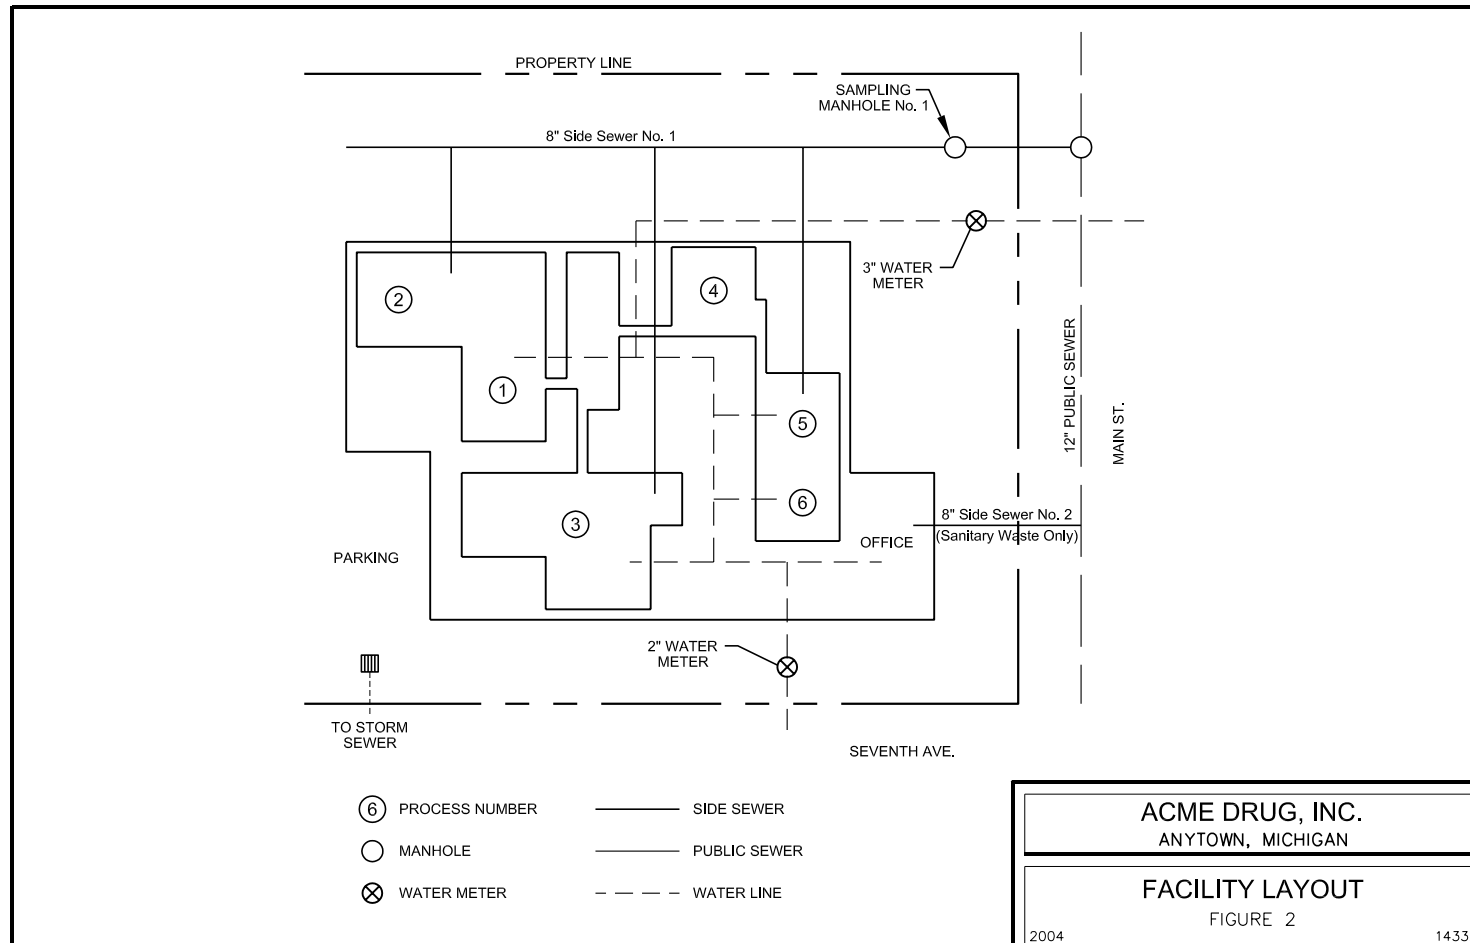 PROPERTY LINE
SAMPLING
MANHOLE No. 1
8" Side Sewer No. 1
3" WATER
METER
2
4
1
5
6
3
12" PUBLIC SEWER
MAIN ST.
8" Side Sewer No. 2
(Sanitary Waste Only)
OFFICE
PARKING
2" WATER
METER
TO STORM
SEWER
SEVENTH AVE.
6 PROCESS NUMBER
SIDE SEWER
MANHOLE
PUBLIC SEWER
WATER METER
WATER LINE
ACME DRUG, INC.
ANYTOWN, MICHIGAN
FACILITY LAYOUT
FIGURE 2
2004
1433